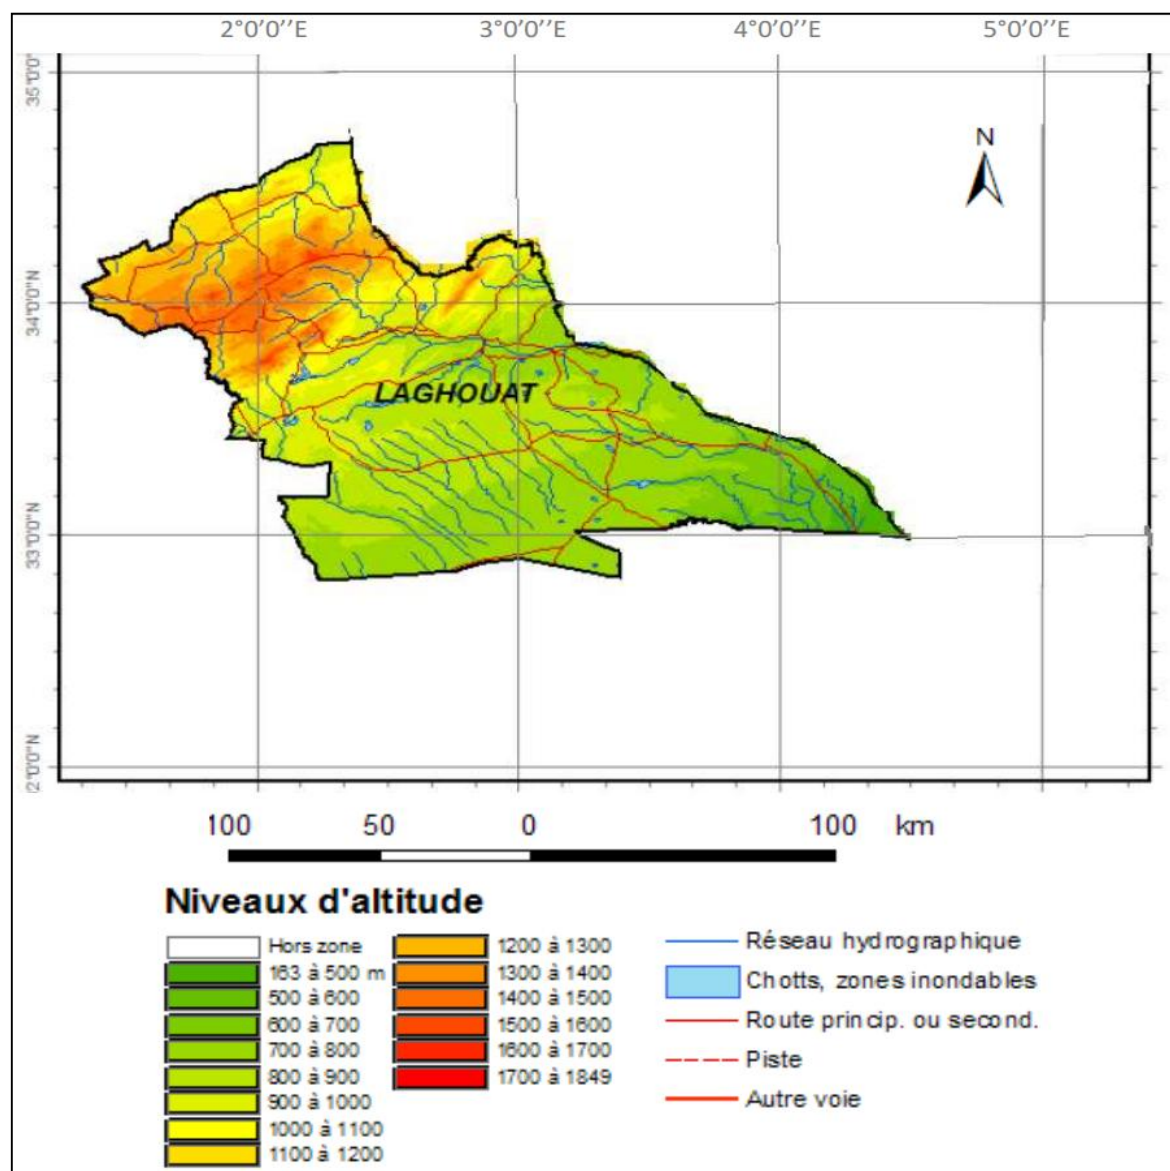 2°0'0''E 3°0'0''E 4°0'0''E 5°0'0''E
35°0'0"
N
34°0'0"N
LAGHOUAT
33°0'0"N
2°0'0"N
100 50 0 100 km
Niveaux d'altitude
Hors zone
163 à 500 m
500 à 600
600 à 700
700 à 800
800 à 900
900 à 1000
1000 à 1100
1100 à 1200
1200 à 1300
1300 à 1400
1400 à 1500
1500 à 1600
1600 à 1700
1700 à 1849
Réseau hydrographique
Chotts, zones inondables
Route princip. ou second.
Piste
Autre voie